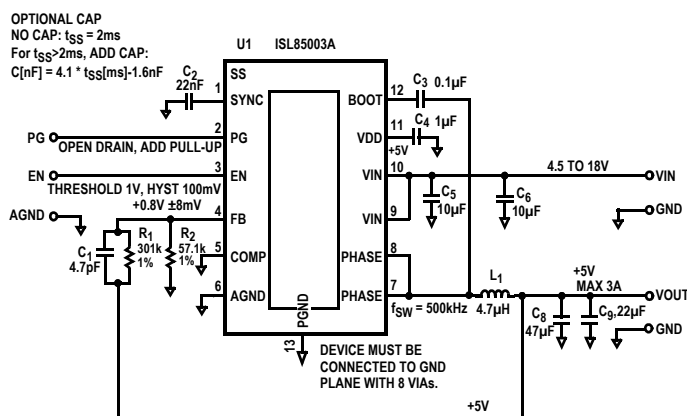 OPTIONAL CAP
NO CAP: tSS = 2ms
For tSS>2ms, ADD CAP:
C[nF] = 4.1 * tSS[ms]-1.6nF
U1 ISL85003A
C2
22nF
1
SS
SYNC
PG
2
PG
OPEN DRAIN, ADD PULL-UP
EN
3
EN
THRESHOLD 1V, HYST 100mV
+0.8V ±8mV
AGND
4
FB
C1
4.7pF
R1
301k
1%
R2
57.1k
1%
5
COMP
6
AGND
PGND
13
DEVICE MUST BE
CONNECTED TO GND
PLANE WITH 8 VIAs.
BOOT
12
C3 0.1µF
VDD
11
C4 1µF
+5V
VIN
10
4.5 TO 18V
VIN
C5
10µF
C6
10µF
GND
VIN
9
PHASE
8
PHASE
7
fSW = 500kHz
L1
4.7µH
+5V
MAX 3A
VOUT
C8
47µF
C9,22µF
GND
+5V